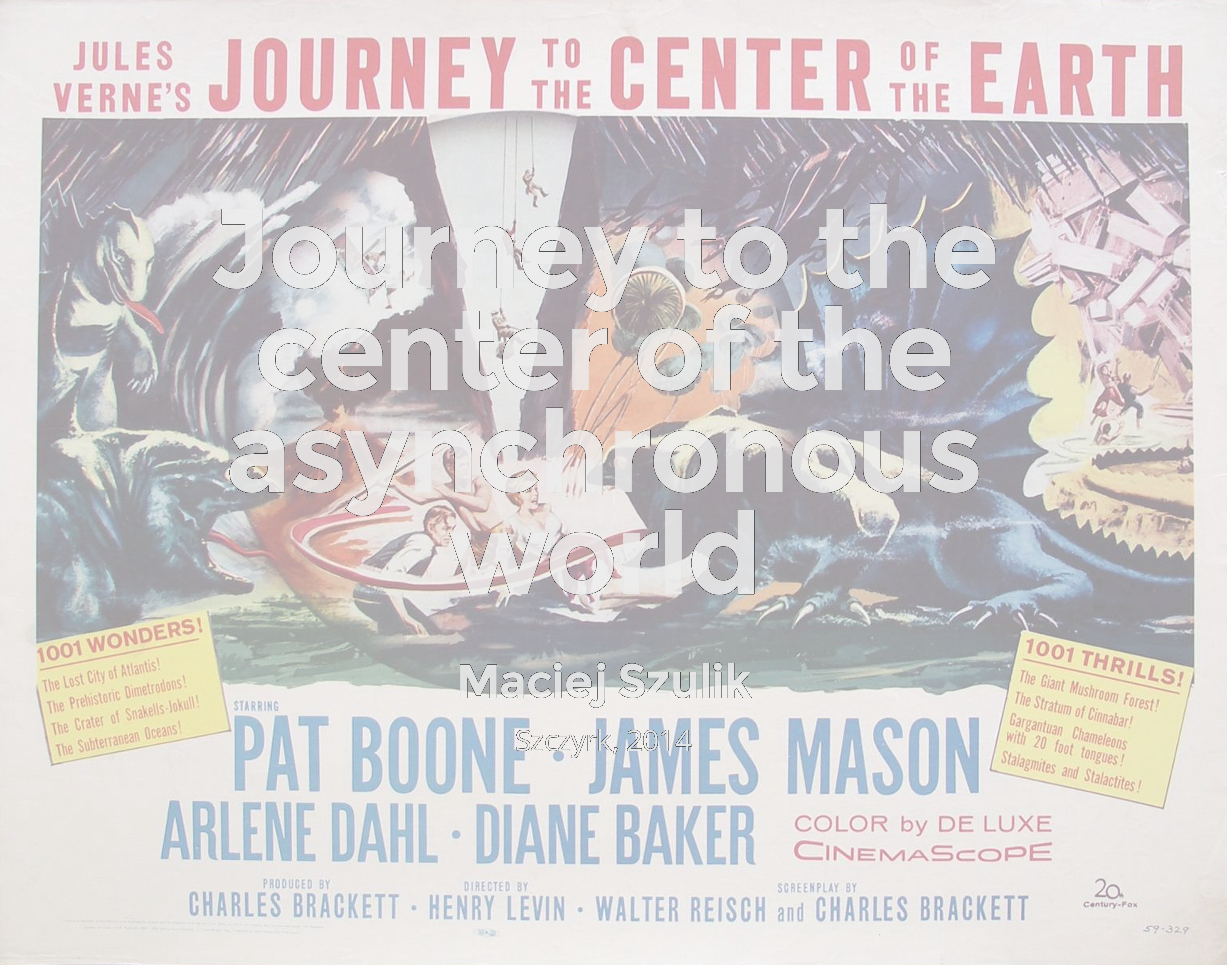 JULES VERNE'S JOURNEY TO THE CENTER OF THE EARTH
Journey to the
center of the
asynchronous
world
Maciej Szulik
Szczyrk, 2014
1001 WONDERS!
The Lost City of Atlantis!
The Prehistoric Dimetrodons!
The Crater of Snakells-Jokull!
The Subterranean Oceans!
1001 THRILLS!
The Giant Mushroom Forest!
The Stratum of Cinnabar!
Gargantuan Chameleons
with 20 foot tongues!
Stalagmites and Stalactites!
STARRING
PAT BOONE · JAMES MASON
ARLENE DAHL · DIANE BAKER
COLOR by DE LUXE
CINEMASCOPE
PRODUCED BY
CHARLES BRACKETT ·
DIRECTED BY
HENRY LEVIN ·
SCREENPLAY BY
WALTER REISCH and CHARLES BRACKETT
20th
Century-Fox
59-329